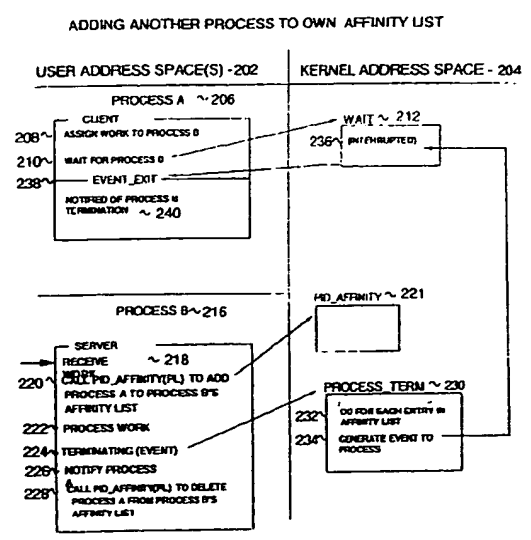 ADDING ANOTHER PROCESS TO OWN AFFINITY LIST
USER ADDRESS SPACE(S) - 202
KERNEL ADDRESS SPACE - 204
PROCESS A ~ 206
CLIENT
208~ ASSIGN WORK TO PROCESS B
210~ WAIT FOR PROCESS B
238~ EVENT_EXIT
NOTIFIED OF PROCESS B
TERMINATION ~ 240
WAIT ~ 212
236~ (INTERRUPTED)
PROCESS B~216
SERVER
RECEIVE ~ 218
WORK
220~ CALL PID_AFFINITY(PL) TO ADD
PROCESS A TO PROCESS B'S
AFFINITY LIST
222~ PROCESS WORK
224~ TERMINATING (EVENT)
226~ NOTIFY PROCESS
A
228~ CALL PID_AFFINITY(PL) TO DELETE
PROCESS A FROM PROCESS B'S
AFFINITY LIST
PID_AFFINITY ~ 221
PROCESS_TERM ~ 230
232~ DO FOR EACH ENTRY IN
AFFINITY LIST
234~ GENERATE EVENT TO
PROCESS